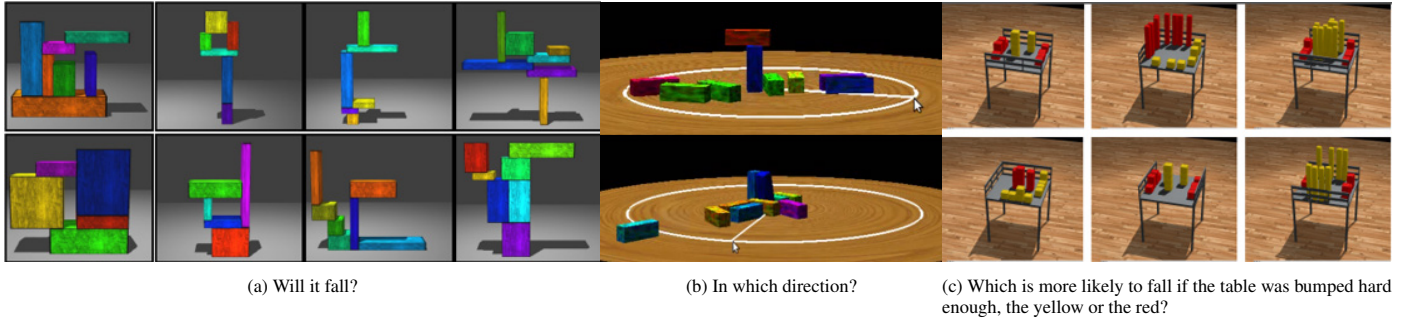 (a) Will it fall?
(b) In which direction?
(c) Which is more likely to fall if the table was bumped hard
enough, the yellow or the red?